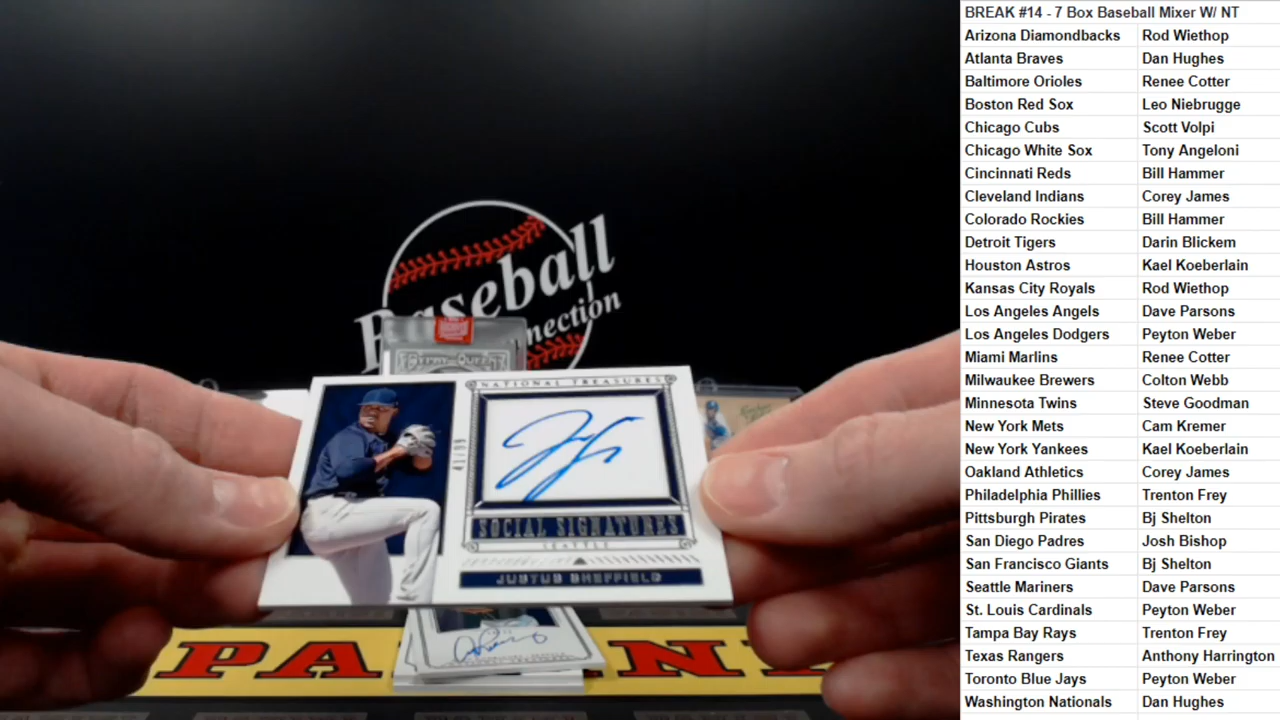 BREAK #14 - 7 Box Baseball Mixer W/ NT
Arizona Diamondbacks Rod Wiethop
Atlanta Braves Dan Hughes
Baltimore Orioles Renee Cotter
Boston Red Sox Leo Niebrugge
Chicago Cubs Scott Volpi
Chicago White Sox Tony Angeloni
Cincinnati Reds Bill Hammer
Cleveland Indians Corey James
Colorado Rockies Bill Hammer
Detroit Tigers Darin Blickem
Houston Astros Kael Koeberlain
Kansas City Royals Rod Wiethop
Los Angeles Angels Dave Parsons
Los Angeles Dodgers Peyton Weber
Miami Marlins Renee Cotter
Milwaukee Brewers Colton Webb
Minnesota Twins Steve Goodman
New York Mets Cam Kremer
New York Yankees Kael Koeberlain
Oakland Athletics Corey James
Philadelphia Phillies Trenton Frey
Pittsburgh Pirates Bj Shelton
San Diego Padres Josh Bishop
San Francisco Giants Bj Shelton
Seattle Mariners Dave Parsons
St. Louis Cardinals Peyton Weber
Tampa Bay Rays Trenton Frey
Texas Rangers Anthony Harrington
Toronto Blue Jays Peyton Weber
Washington Nationals Dan Hughes
Baseball
nection
GYPSY QUEEN
NATIONAL TREASURES
41/99
SOCIAL SIGNATURES
SEATTLE
JUSTUS SHEFFIELD
PA N